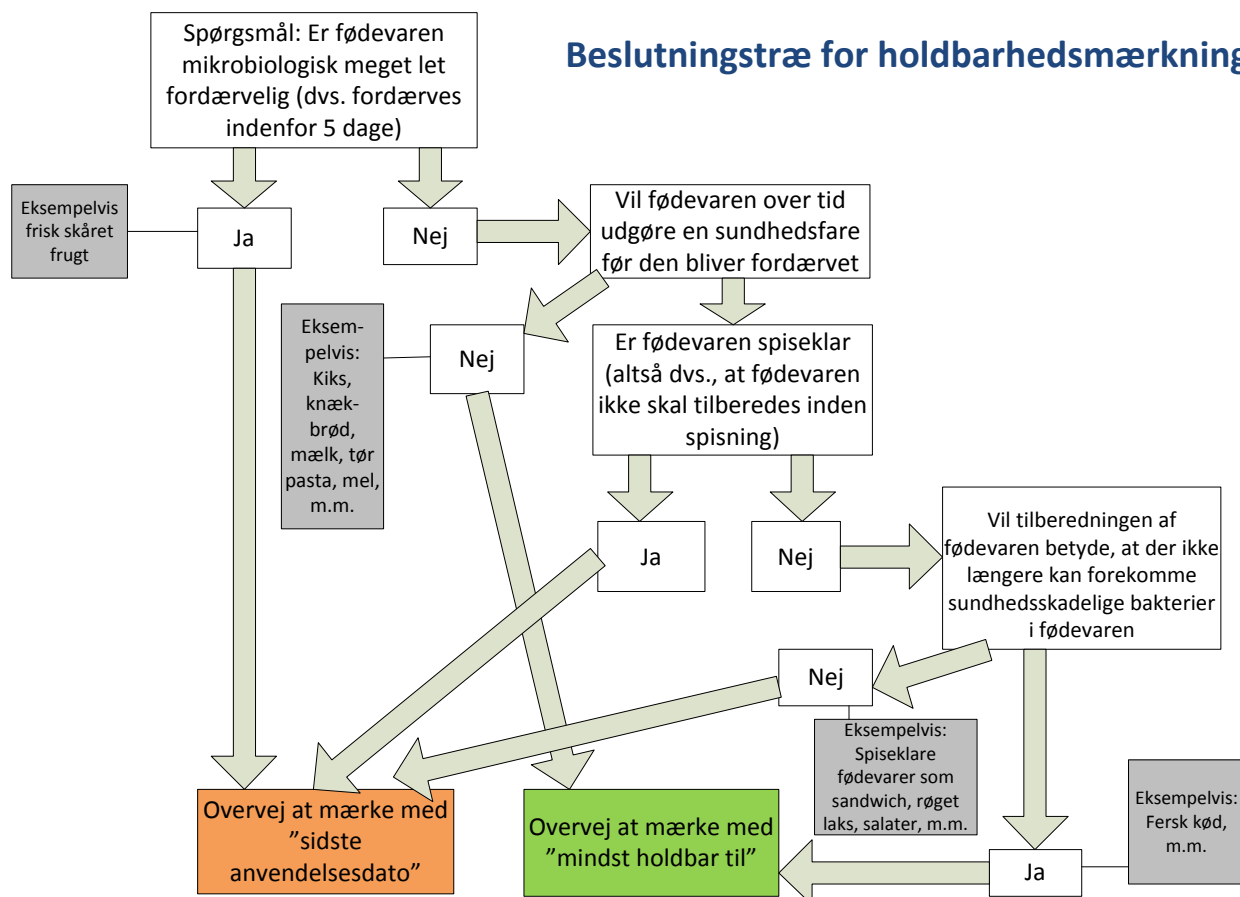 Beslutningstræ for holdbarhedsmærkning
Spørgsmål: Er fødevaren
mikrobiologisk meget let
fordærvelig (dvs. fordærves
indenfor 5 dage)
Eksempelvis
frisk skåret
frugt
Ja
Nej
Vil fødevaren over tid
udgøre en sundhedsfare
før den bliver fordærvet
Eksem-
pelvis:
Kiks,
knæk-
brød,
mælk, tør
pasta, mel,
m.m.
Nej
Er fødevaren spiseklar
(altså dvs., at fødevaren
ikke skal tilberedes inden
spisning)
Ja
Nej
Vil tilberedningen af
fødevaren betyde, at der ikke
længere kan forekomme
sundhedsskadelige bakterier
i fødevaren
Nej
Eksempelvis:
Spiseklare
fødevarer som
sandwich, røget
laks, salater, m.m.
Eksempelvis:
Fersk kød,
m.m.
Ja
Overvej at mærke med
”sidste
anvendelsesdato”
Overvej at mærke med
”mindst holdbar til”